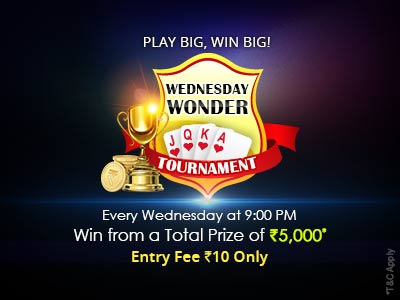 PLAY BIG, WIN BIG!
WEDNESDAY
WONDER
J Q K A
TOURNAMENT
Every Wednesday at 9:00 PM
Win from a Total Prize of ₹5,000*
Entry Fee ₹10 Only
*T&C Apply